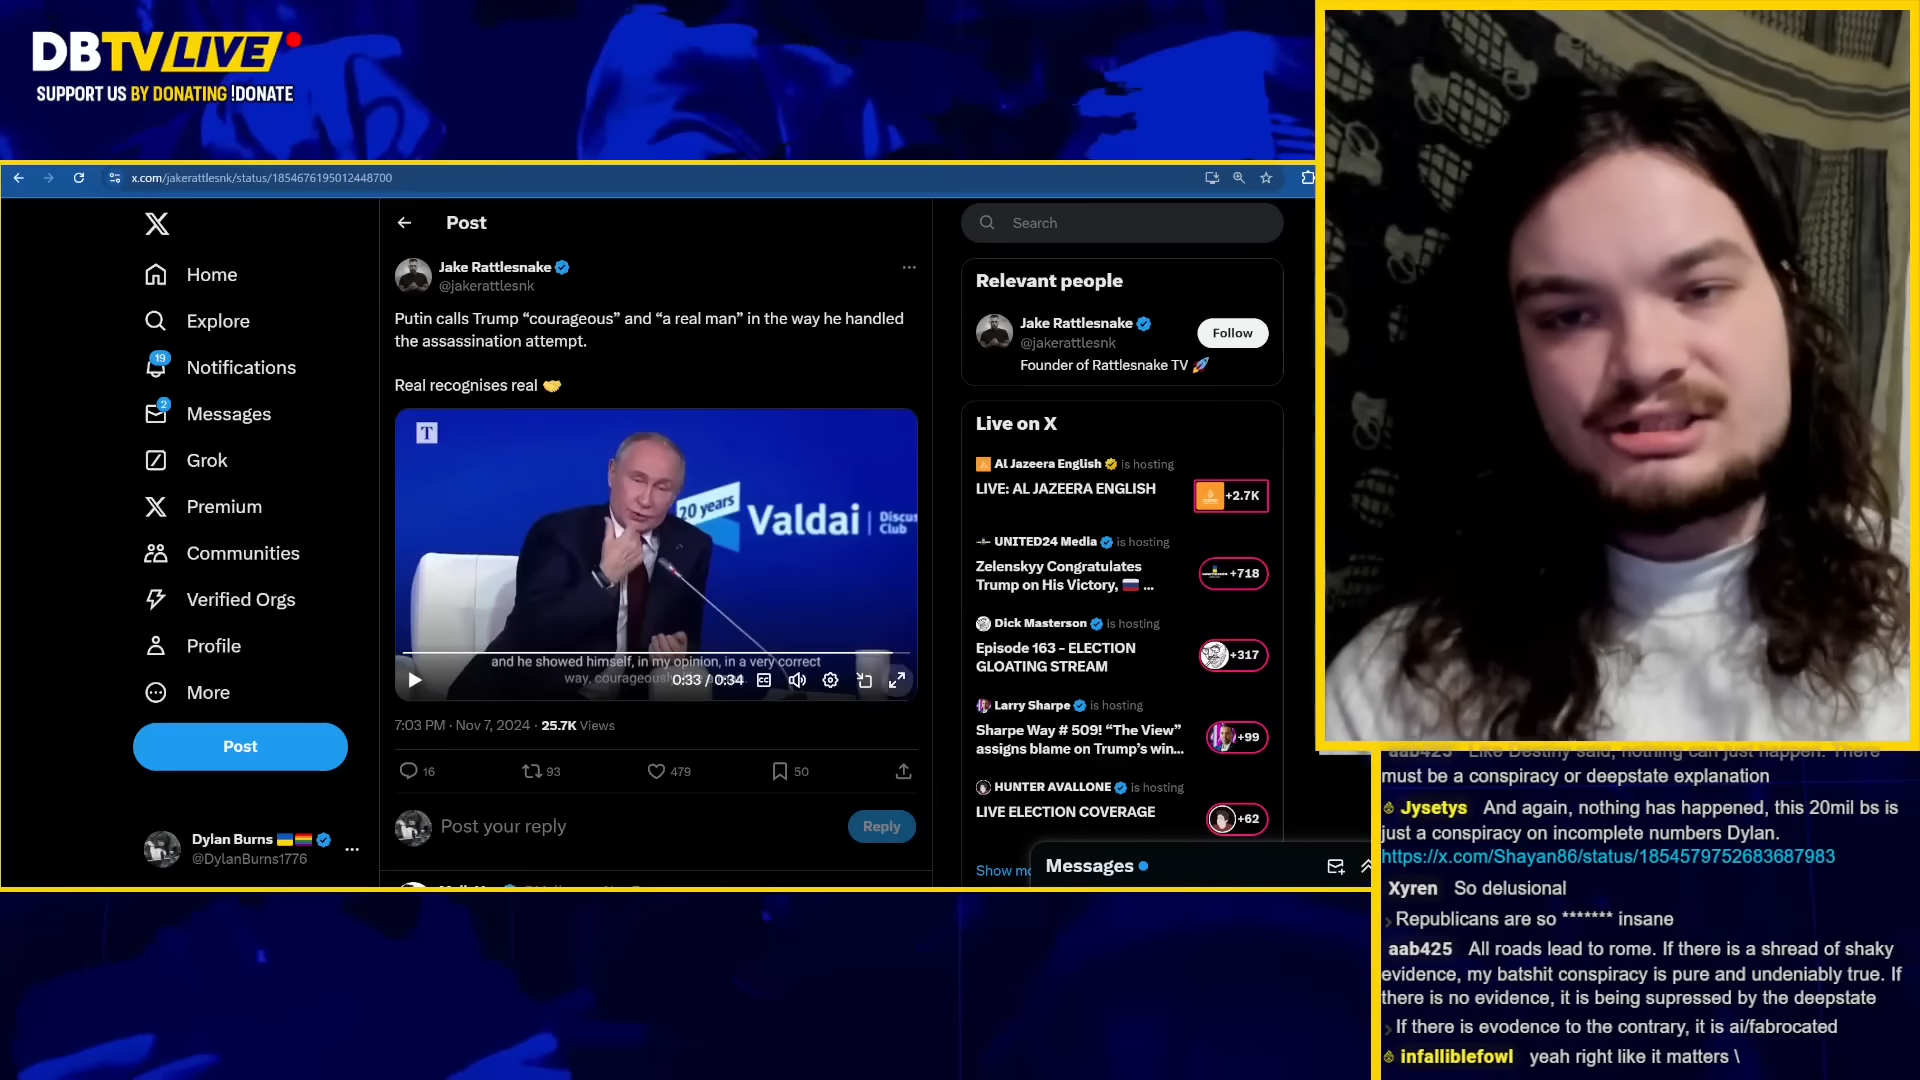 DBTV LIVE
SUPPORT US BY DONATING !DONATE
x.com/jakerattlesnk/status/1854676195012448700
Home
Explore
19
Notifications
2
Messages
Grok
Premium
Communities
Verified Orgs
Profile
More
Post
Dylan Burns
@DylanBurns1776
Post
Jake Rattlesnake
@jakerattlesnk
Putin calls Trump “courageous” and “a real man” in the way he handled
the assassination attempt.
Real recognises real
T
20 years
Valdai
Club
and he showed himself, in my opinion, in a very correct
way, courageously
0:33 / 0:34
7:03 PM · Nov 7, 2024 · 25.7K Views
16
93
479
50
Post your reply
Reply
Search
Relevant people
Jake Rattlesnake
@jakerattlesnk
Follow
Founder of Rattlesnake TV
Live on X
Al Jazeera English is hosting
LIVE: AL JAZEERA ENGLISH
+2.7K
UNITED24 Media is hosting
Zelenskyy Congratulates
Trump on His Victory, ...
+718
Dick Masterson is hosting
Episode 163 - ELECTION
GLOATING STREAM
+317
Larry Sharpe is hosting
Sharpe Way # 509! “The View”
assigns blame on Trump’s win...
+99
HUNTER AVALLONE is hosting
LIVE ELECTION COVERAGE
+62
Show
Messages
aab425 Like Destiny said, nothing can just happen. There
must be a conspiracy or deepstate explanation
Jysetys And again, nothing has happened, this 20mil bs is
just a conspiracy on incomplete numbers Dylan.
https://x.com/Shayan86/status/1854579752683687983
Xyren So delusional
Republicans are so ******* insane
aab425 All roads lead to rome. If there is a shread of shaky
evidence, my batshit conspiracy is pure and undeniably true. If
there is no evidence, it is being supressed by the deepstate
If there is evodence to the contrary, it is ai/fabrocated
infalliblefowl yeah right like it matters \